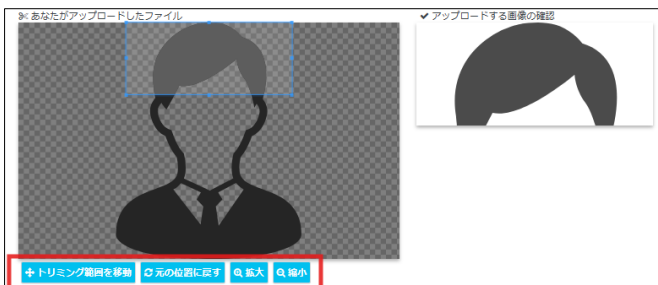 あなたがアップロードしたファイル
アップロードする画像の確認
トリミング範囲を移動 元の位置に戻す 拡大 縮小